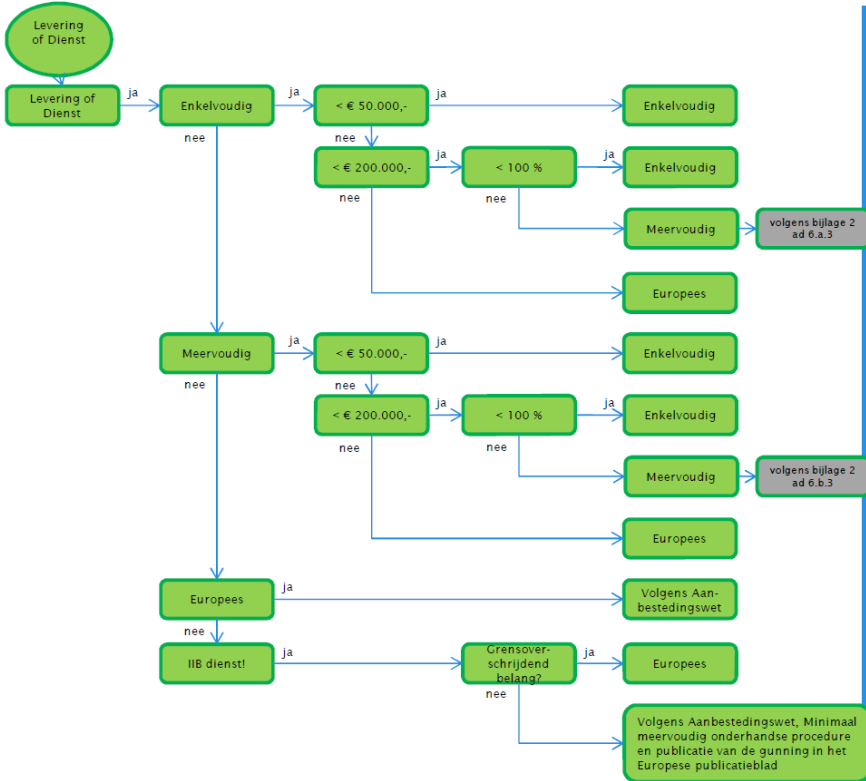 Levering
of Dienst
Levering of
Dienst
ja
Enkelvoudig
ja
< € 50.000,-
ja
Enkelvoudig
nee
nee
< € 200.000,-
ja
< 100 %
ja
Enkelvoudig
nee
nee
Meervoudig
volgens bijlage 2
ad 6.a.3
Europees
Meervoudig
ja
< € 50.000,-
ja
Enkelvoudig
nee
nee
< € 200.000,-
ja
< 100 %
ja
Enkelvoudig
nee
nee
Meervoudig
volgens bijlage 2
ad 6.b.3
Europees
Europees
ja
Volgens Aan-
bestedingswet
nee
IIB dienst!
ja
Grensover-
schrijdend
belang?
ja
Europees
nee
Volgens Aanbestedingswet, Minimaal
meervoudig onderhandse procedure
en publicatie van de gunning in het
Europese publicatieblad